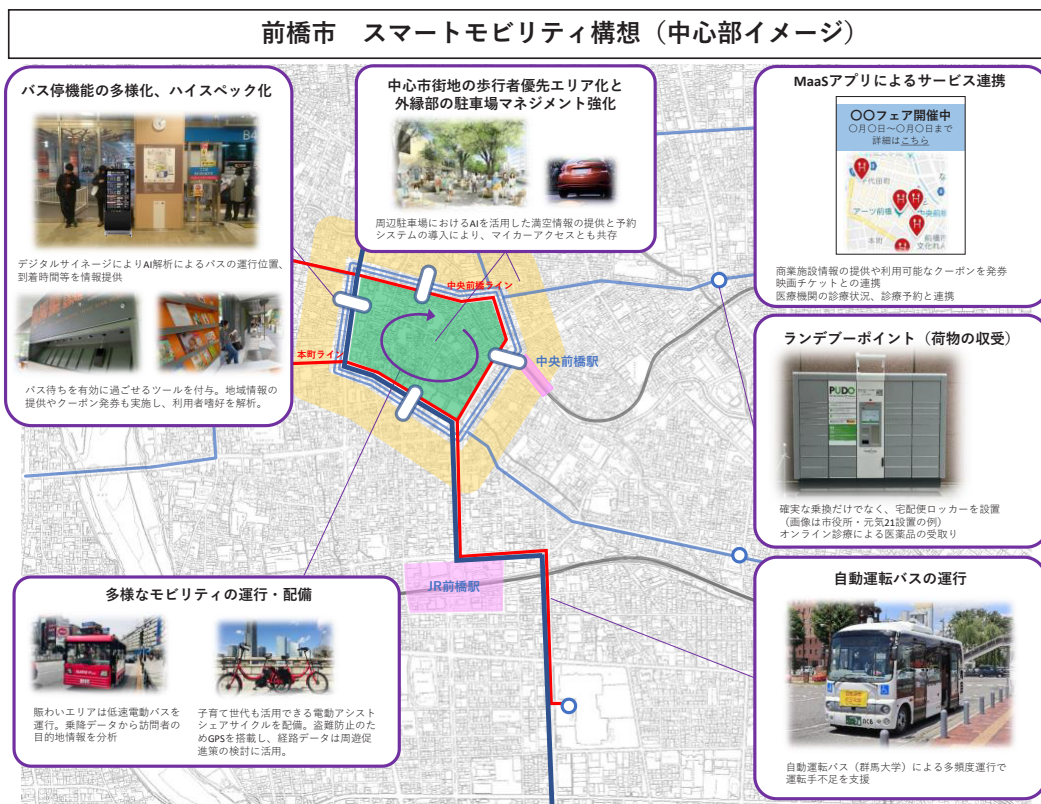 前橋市　スマートモビリティ構想（中心部イメージ）
バス停機能の多様化、ハイスペック化
デジタルサイネージによりAI解析によるバスの運行位置、
到着時間等を情報提供
バス待ちを有効に過ごせるツールを付与。地域情報の
提供やクーポン発券も実施し、利用者嗜好を解析。
中心市街地の歩行者優先エリア化と
外縁部の駐車場マネジメント強化
周辺駐車場におけるAIを活用した満空情報の提供と予約
システムの導入により、マイカーアクセスとも共存
MaaSアプリによるサービス連携
〇〇フェア開催中
〇月〇日～〇月〇日まで
詳細はこちら
千代田町
アーツ前橋
中央前橋
本町
前橋市
文化れん
商業施設情報の提供や利用可能なクーポンを発券
映画チケットとの連携
医療機関の診療状況、診療予約と連携
中央前橋ライン
本町ライン
中央前橋駅
JR前橋駅
ランデブーポイント（荷物の収受）
PUDO
確実な乗換だけでなく、宅配便ロッカーを設置
（画像は市役所・元気21設置の例）
オンライン診療による医薬品の受取り
多様なモビリティの運行・配備
賑わいエリアは低速電動バスを
運行。乗降データから訪問者の
目的地情報を分析
子育て世代も活用できる電動アシスト
シェアサイクルを配備。盗難防止のた
めGPSを搭載し、経路データは周遊促
進策の検討に活用。
自動運転バスの運行
自動運転バス（群馬大学）による多頻度運行で
運転手不足を支援